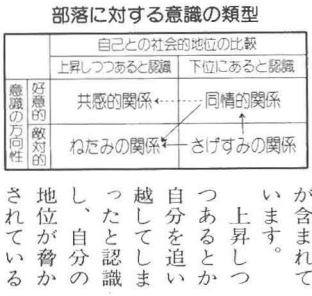 部落に対する意識の類型
自己との社会的地位の比較
上昇しつつあると認識 下位にあると認識
意識の方向性
好意的 共感的関係 同情的関係
敵対的 ねたみの関係 さげすみの関係
が含まれて
います。
上昇しつ
つあるとか
自分を追い
越してしま
ったと認識
し、自分の
地位が脅か
されている